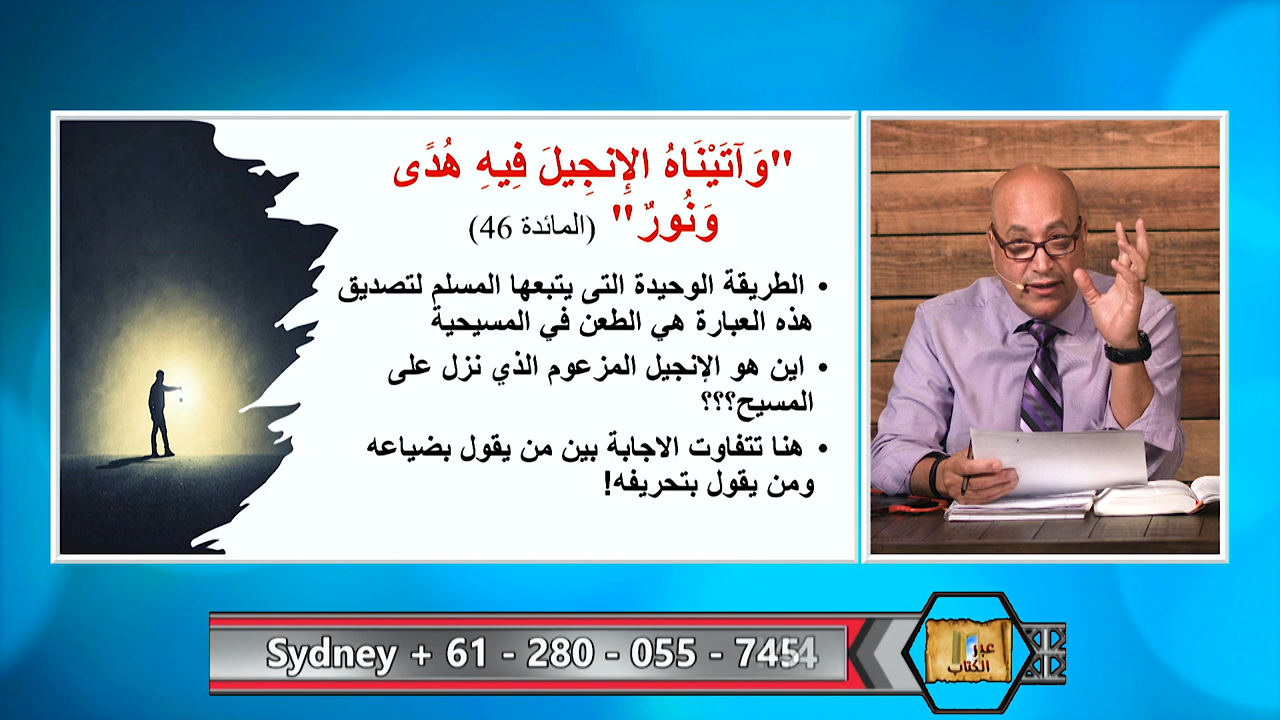 "وَآتَيْنَاهُ الإِنجِيلَ فِيهِ هُدًى
وَنُورٌ" (المائدة 46)
• الطريقة الوحيدة التى يتبعها المسلم لتصديق
هذه العبارة هي الطعن في المسيحية
• اين هو الإنجيل المزعوم الذي نزل على
المسيح؟؟؟
• هنا تتفاوت الاجابة بين من يقول بضياعه
ومن يقول بتحريفه!
Sydney + 61 - 280 - 055 - 7454
عبر
الكتاب